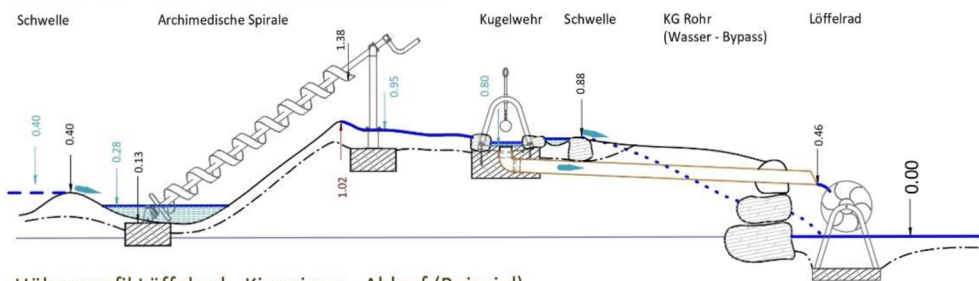 Schwelle
Archimedische Spirale
Kugelwehr
Schwelle
KG Rohr
(Wasser - Bypass)
Löffelrad
1.38
0.95
0.80
0.88
0.40
0.40
0.28
0.13
1.02
0.46
0.00
(Beispiel)